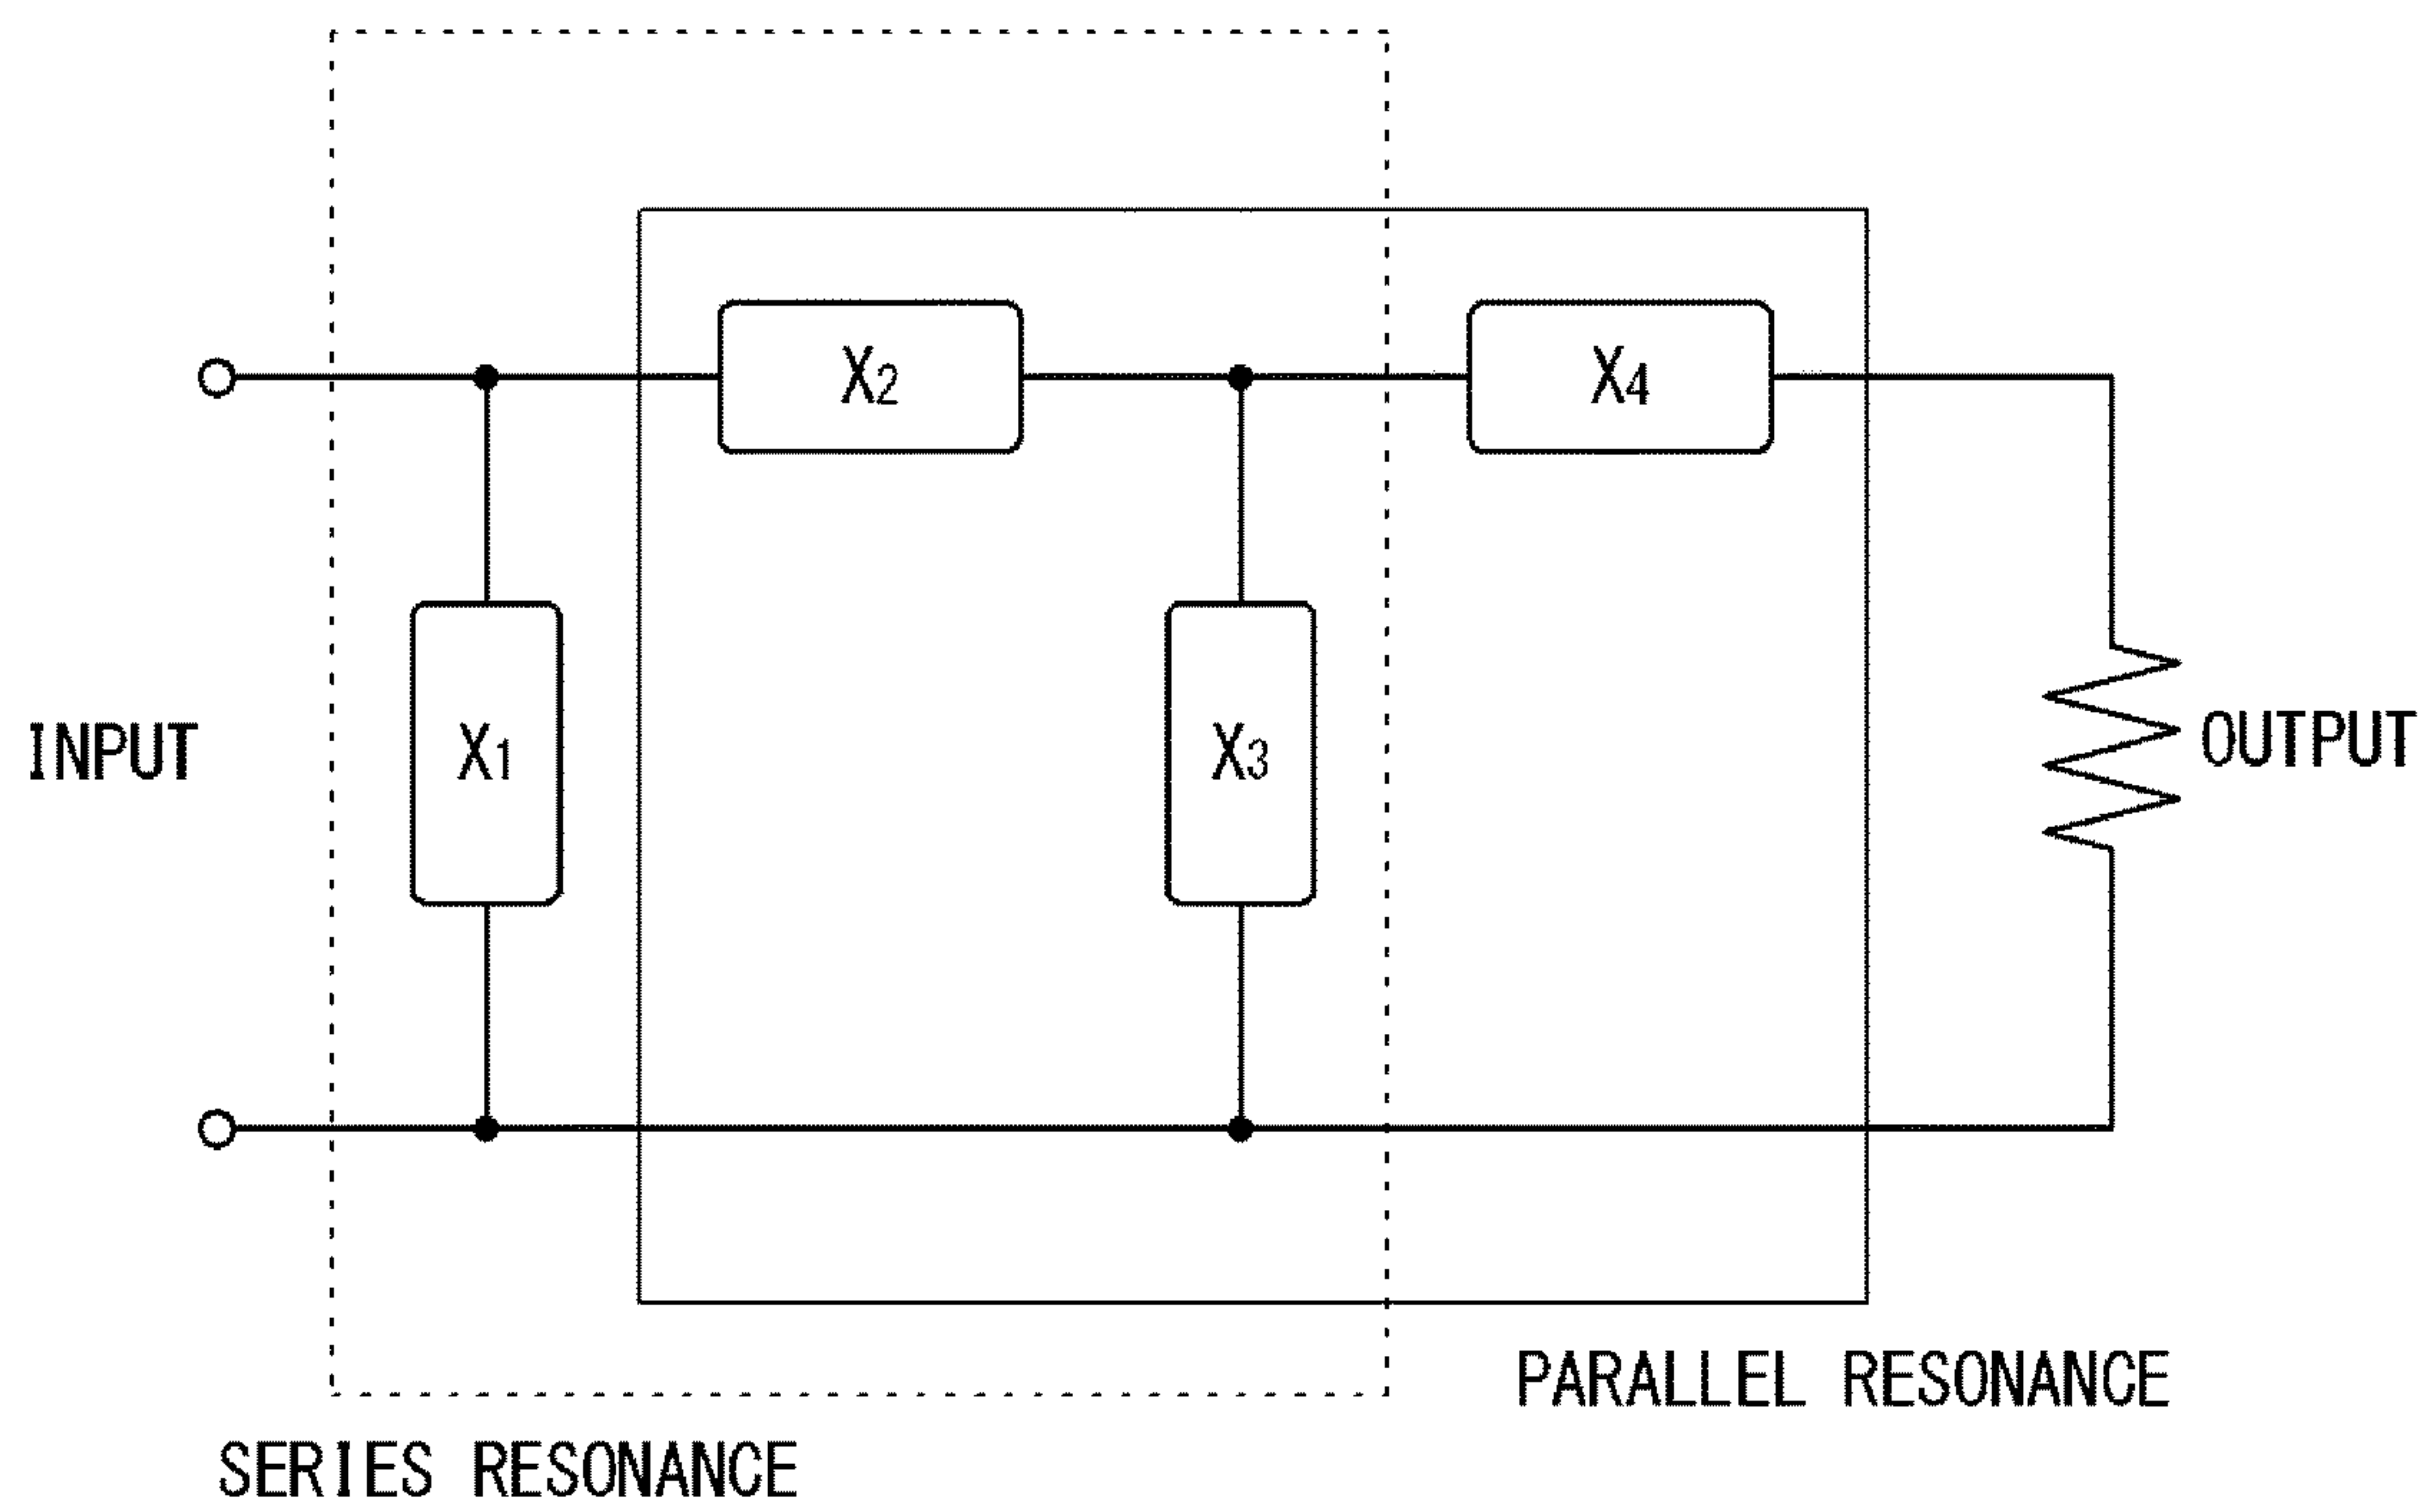 X2
X4
INPUT
X1
X3
OUTPUT
PARALLEL RESONANCE
SERIES RESONANCE